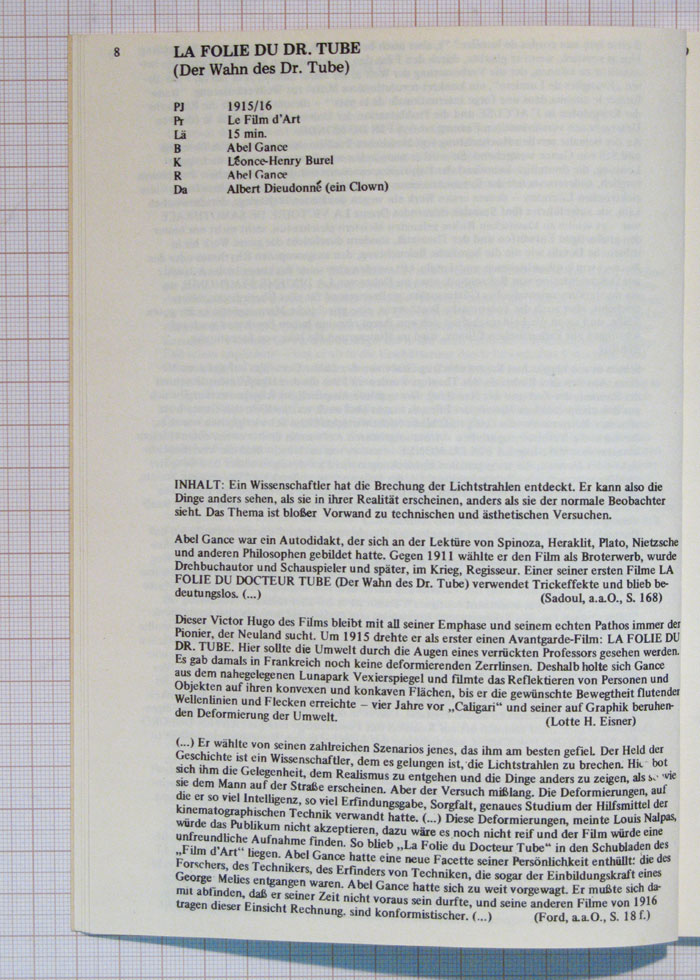 8
LA FOLIE DU DR. TUBE
(Der Wahn des Dr. Tube)
PJ 1915/16
Pr Le Film d'Art
Lä 15 min.
B Abel Gance
K Léonce-Henry Burel
R Abel Gance
Da Albert Dieudonné (ein Clown)
INHALT: Ein Wissenschaftler hat die Brechung der Lichtstrahlen entdeckt. Er kann also die
Dinge anders sehen, als sie in ihrer Realität erscheinen, anders als sie der normale Beobachter
sieht. Das Thema ist bloßer Vorwand zu technischen und ästhetischen Versuchen.
Abel Gance war ein Autodidakt, der sich an der Lektüre von Spinoza, Heraklit, Plato, Nietzsche
und anderen Philosophen gebildet hatte. Gegen 1911 wählte er den Film als Broterwerb, wurde
Drehbuchautor und Schauspieler und später, im Krieg, Regisseur. Einer seiner ersten Filme LA
FOLIE DU DOCTEUR TUBE (Der Wahn des Dr. Tube) verwendet Trickeffekte und blieb be-
deutungslos. (...) (Sadoul, a.a.O., S. 168)
Dieser Victor Hugo des Films bleibt mit all seiner Emphase und seinem echten Pathos immer der
Pionier, der Neuland sucht. Um 1915 drehte er als erster einen Avantgarde-Film: LA FOLIE DU
DR. TUBE. Hier sollte die Umwelt durch die Augen eines verrückten Professors gesehen werden.
Es gab damals in Frankreich noch keine deformierenden Zerrlinsen. Deshalb holte sich Gance
aus dem nahegelegenen Lunapark Vexierspiegel und filmte das Reflektieren von Personen und
Objekten auf ihren konvexen und konkaven Flächen, bis er die gewünschte Bewegtheit flutender
Wellenlinien und Flecken erreichte – vier Jahre vor „Caligari" und seiner auf Graphik beruhen-
den Deformierung der Umwelt. (Lotte H. Eisner)
(...) Er wählte von seinen zahlreichen Szenarios jenes, das ihm am besten gefiel. Der Held der
Geschichte ist ein Wissenschaftler, dem es gelungen ist, die Lichtstrahlen zu brechen. bot
sich ihm die Gelegenheit, dem Realismus zu entgehen und die Dinge anders zu zeigen, als wie
sie dem Mann auf der Straße erscheinen. Aber der Versuch mißlang. Die Deformierungen, auf
die er so viel Intelligenz, so viel Erfindungsgabe, Sorgfalt, genaues Studium der Hilfsmittel der
kinematographischen Technik verwandt hatte. (...) Diese Deformierungen, meinte Louis Nalpas,
würde das Publikum nicht akzeptieren, dazu wäre es noch nicht reif und der Film würde eine
unfreundliche Aufnahme finden. So blieb „La Folie du Docteur Tube" in den Schubladen des
„Film d'Art" liegen. Abel Gance hatte eine neue Facette seiner Persönlichkeit enthüllt: die des
Forschers, des Technikers, des Erfinders von Techniken, die sogar der Einbildungskraft eines
George Melies entgangen waren. Abel Gance hatte sich zu weit vorgewagt. Er mußte sich da-
mit abfinden, daß er seiner Zeit nicht voraus sein durfte, und seine anderen Filme von 1916
tragen dieser Einsicht Rechnung, sind konformistischer. (...) (Ford, a.a.O., S. 18 f.)